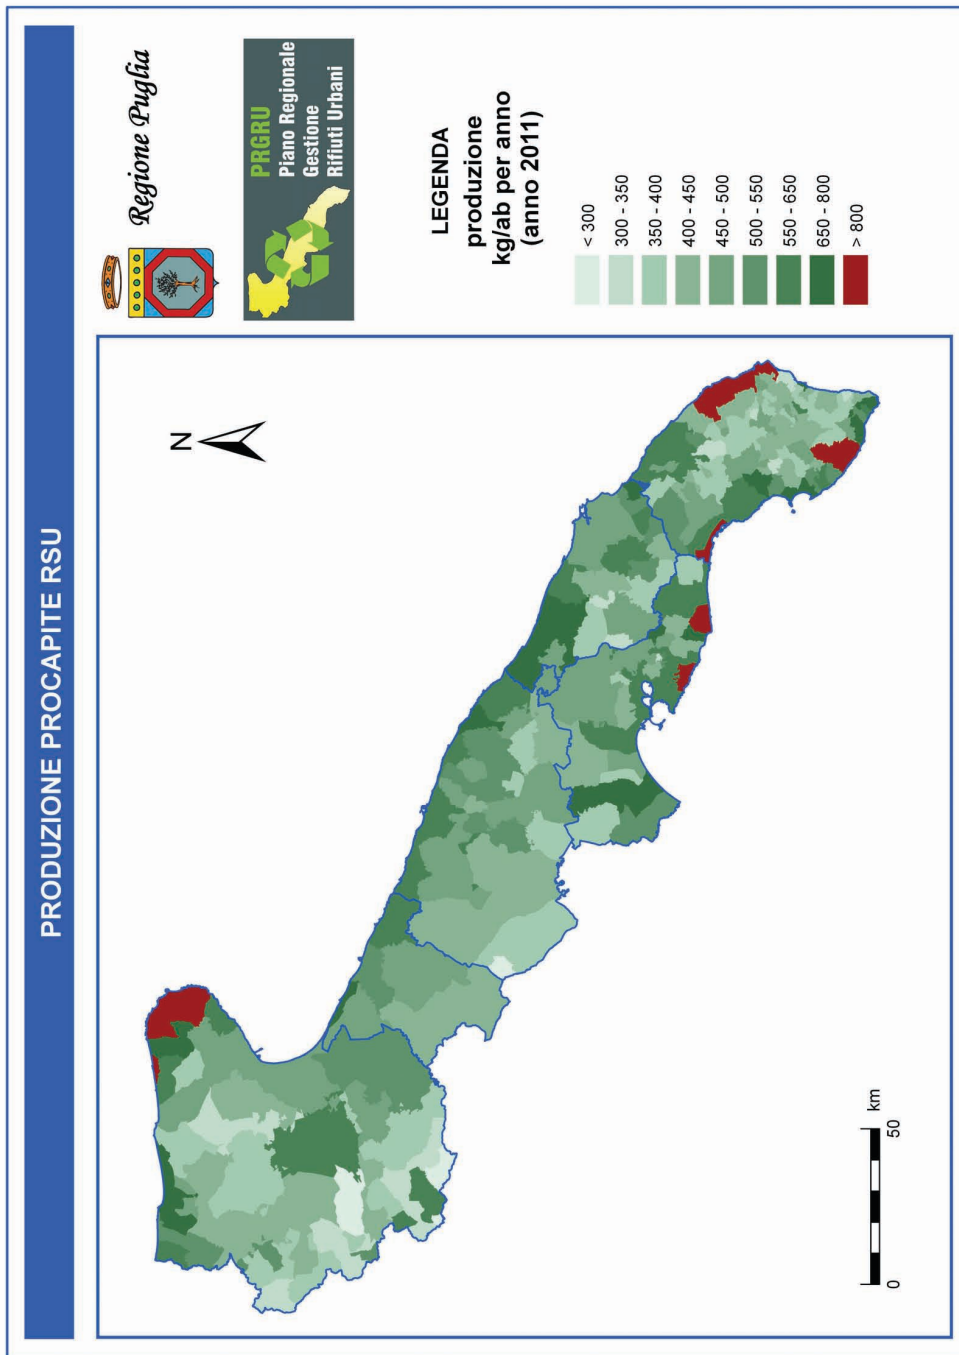 PRODUZIONE PROCAPITE RSU
Regione Puglia
PRGRU
Piano Regionale
Gestione
Rifiuti Urbani
LEGENDA
produzione
kg/ab per anno
(anno 2011)
< 300
300 - 350
350 - 400
400 - 450
450 - 500
500 - 550
550 - 650
650 - 800
> 800
N
0
50
km